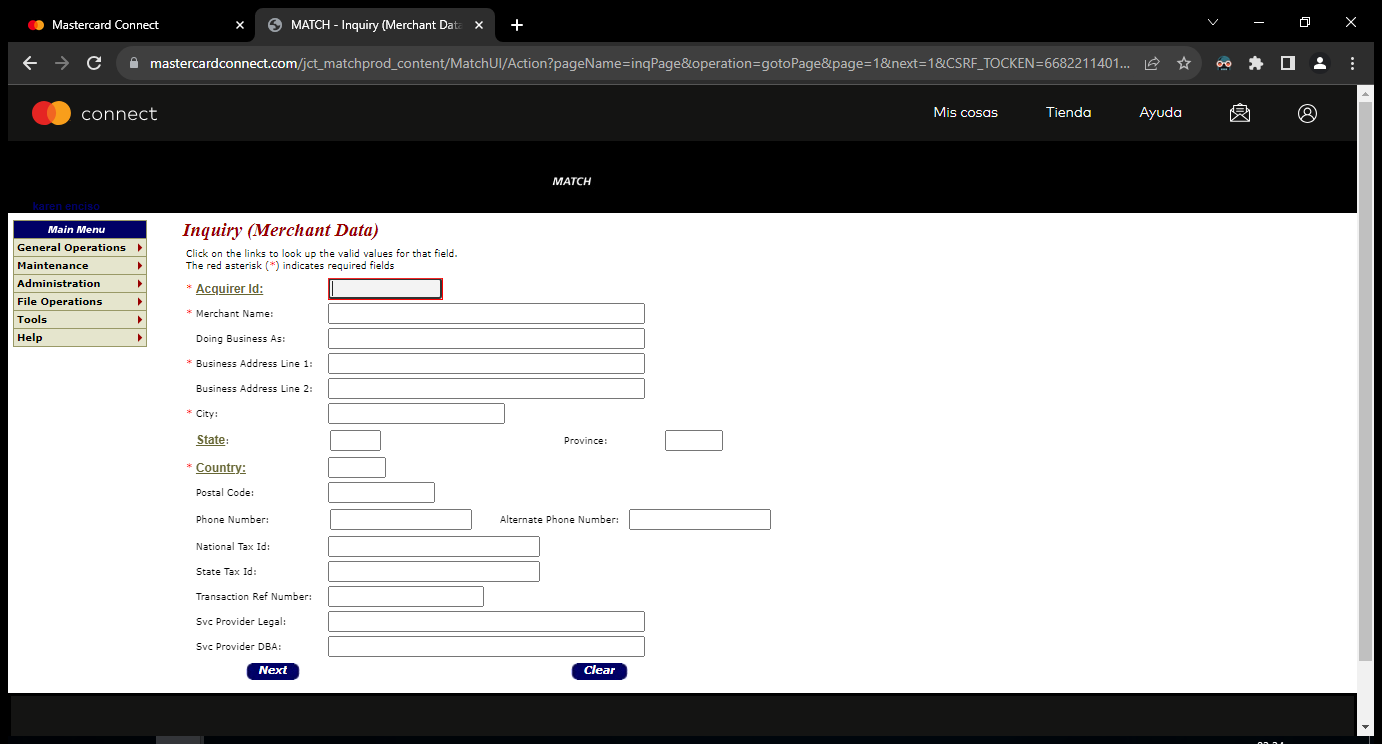 Mastercard Connect
MATCH - Inquiry (Merchant Data
mastercardconnect.com/jct_matchprod_content/MatchUI/Action?pageName=inqPage&operation=gotoPage&page=1&next=1&CSRF_TOCKEN=6682211401...
connect
Mis cosas Tienda Ayuda
MATCH
Main Menu
General Operations
Maintenance
Administration
File Operations
Tools
Help
Inquiry (Merchant Data)
Click on the links to look up the valid values for that field.
The red asterisk (*) indicates required fields
* Acquirer Id:
* Merchant Name:
Doing Business As:
* Business Address Line 1:
Business Address Line 2:
* City:
State: Province:
* Country:
Postal Code:
Phone Number: Alternate Phone Number:
National Tax Id:
State Tax Id:
Transaction Ref Number:
Svc Provider Legal:
Svc Provider DBA:
Next Clear